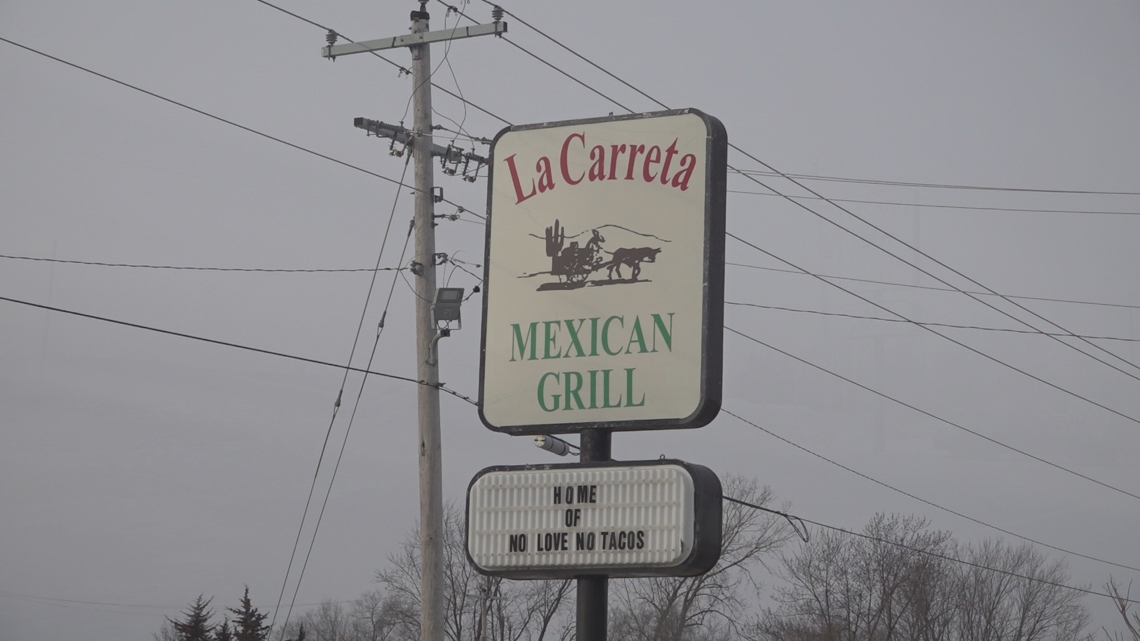 La Carreta
MEXICAN
GRILL
HOME
OF
NO LOVE NO TACOS